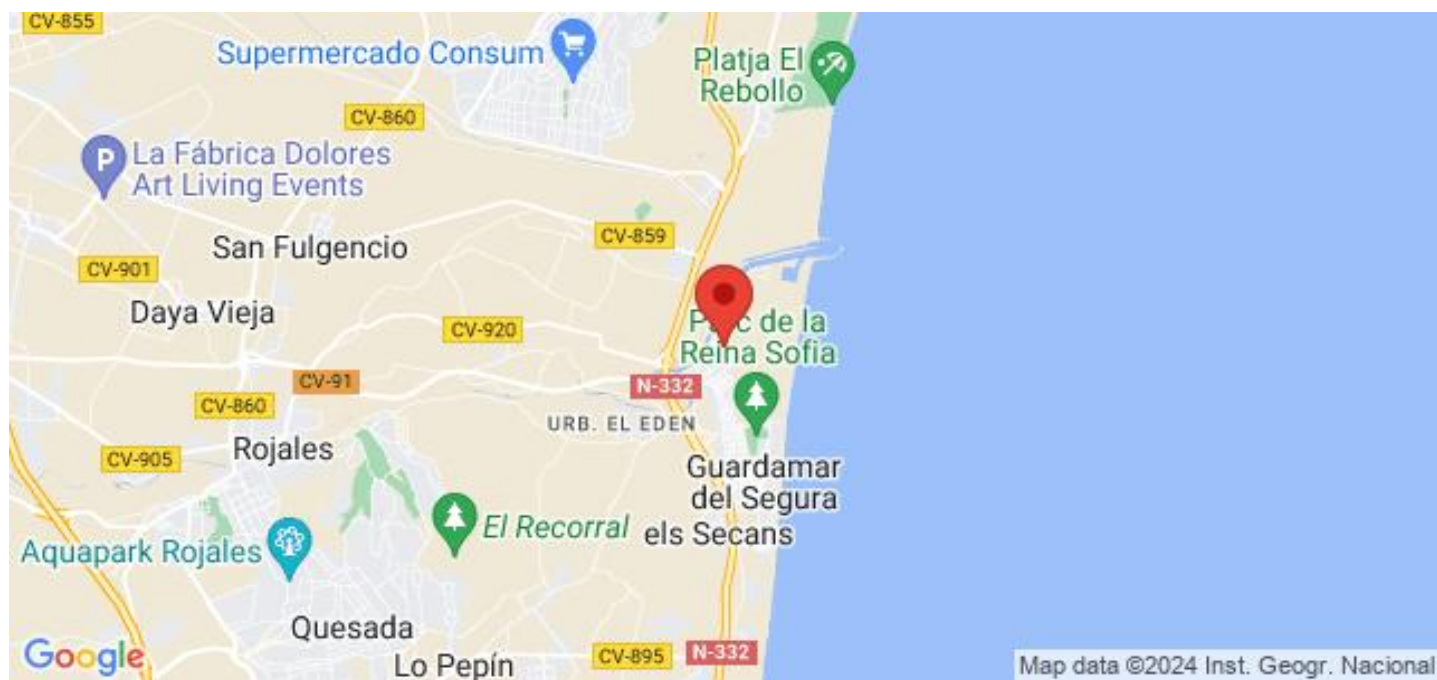 CV-855
Supermercado Consum
Platja El
Rebollo
CV-860
P
La Fábrica Dolores
Art Living Events
San Fulgencio
CV-859
CV-901
Daya Vieja
CV-920
Parc de la
Reina Sofia
CV-91
N-332
CV-860
URB. EL EDEN
Rojales
CV-905
Guardamar
del Segura
El Recorral
els Secans
Aquapark Rojales
Quesada
Lo Pepín
CV-895
N-332
Google
Map data ©2024 Inst. Geogr. Nacional